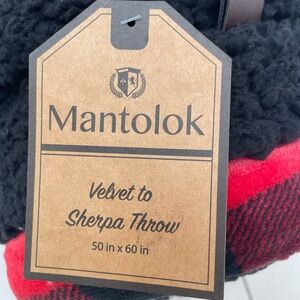 Mantolok
Velvet to
Sherpa Throw
50 in x 60 in